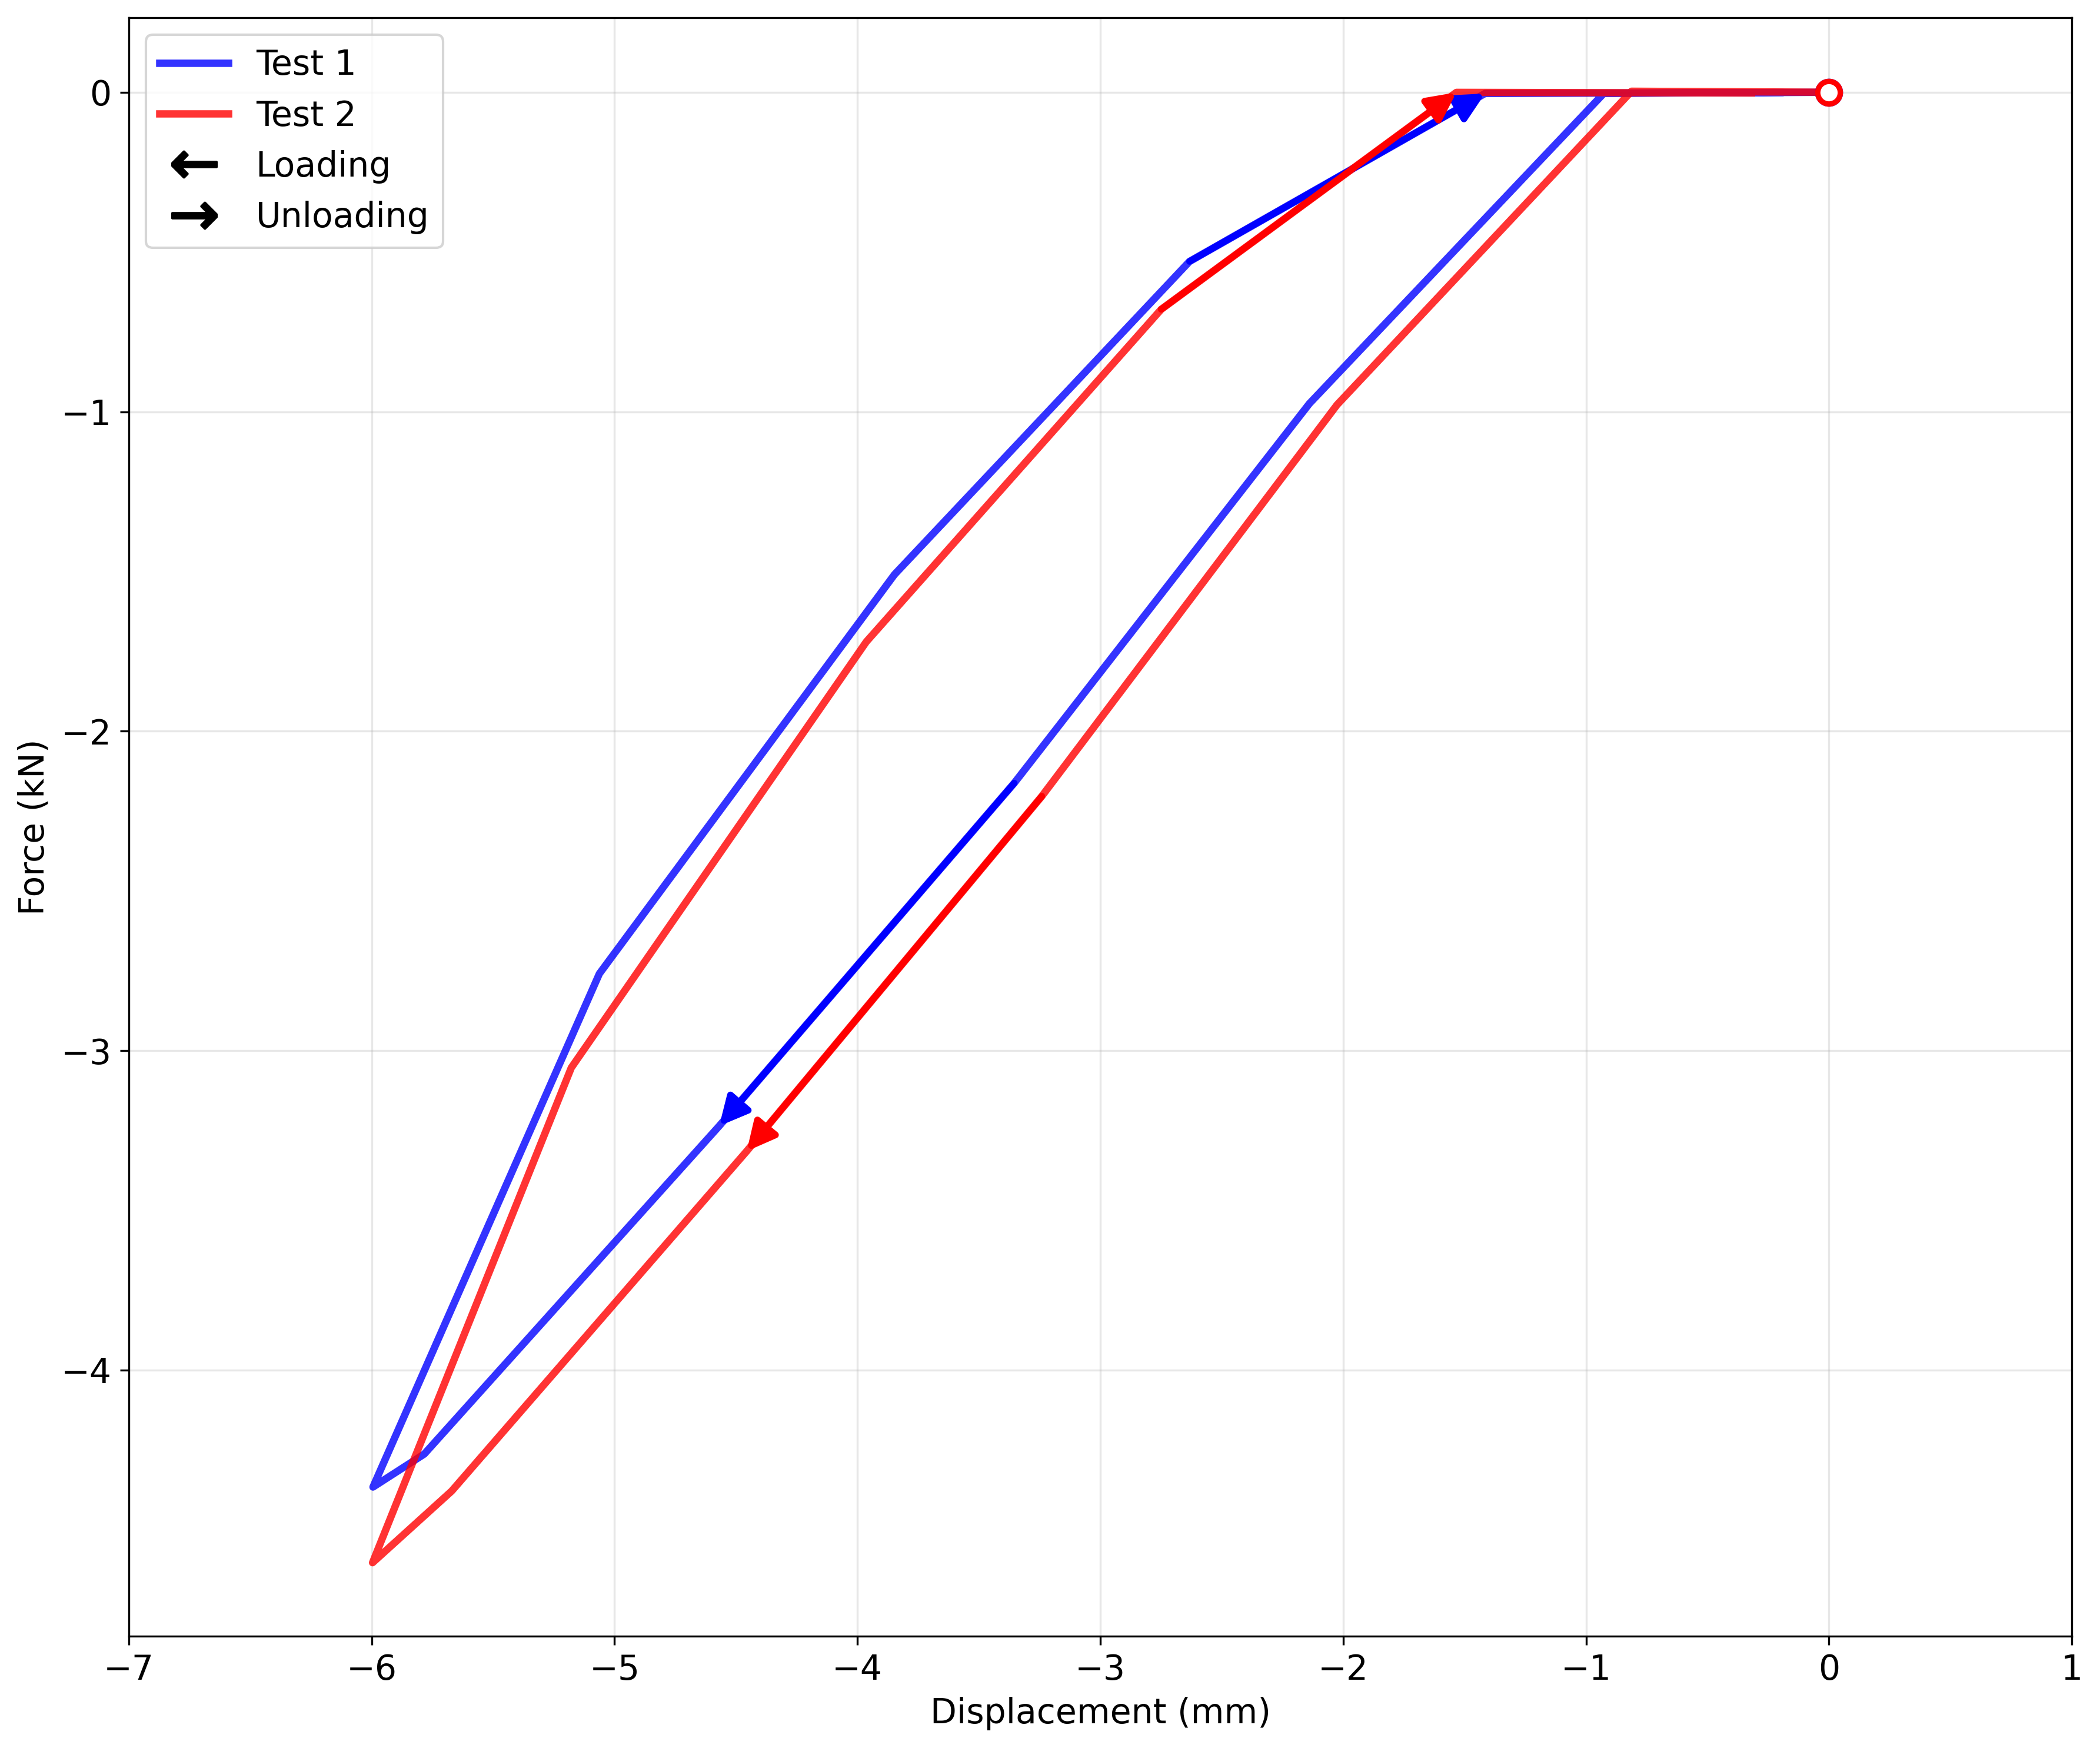 Test 1
Test 2
Loading
Unloading
0
−1
−2
−3
−4
Force (kN)
−7 −6 −5 −4 −3 −2 −1 0 1
Displacement (mm)